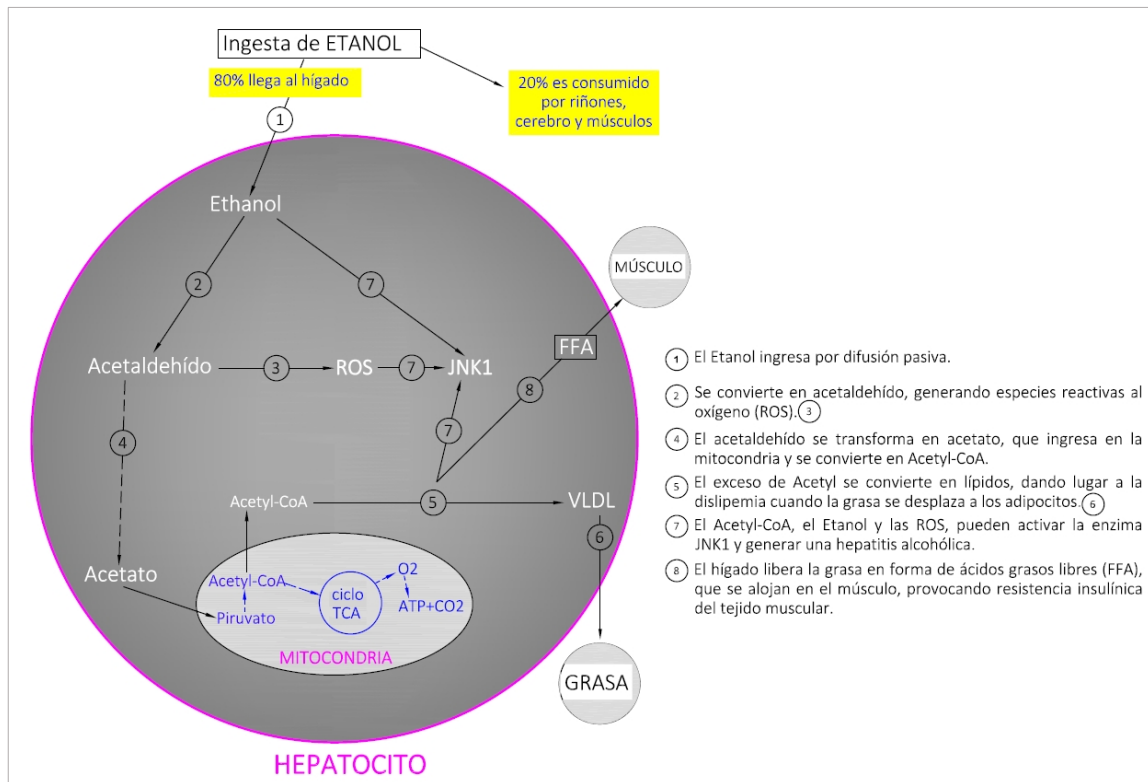 Ingesta de ETANOL
80% llega al hígado
20% es consumido
por riñones,
cerebro y músculos
1
Ethanol
2
7
MÚSCULO
FFA
Acetaldehído
3
ROS
7
JNK1
8
4
7
Acetyl-CoA
5
VLDL
6
Acetato
Acetyl-CoA
ciclo
TCA
O2
ATP+CO2
Piruvato
MITOCONDRIA
GRASA
HEPATOCITO
1 El Etanol ingresa por difusión pasiva.
2 Se convierte en acetaldehído, generando especies reactivas al
oxígeno (ROS). 3
4 El acetaldehído se transforma en acetato, que ingresa en la
mitocondria y se convierte en Acetyl-CoA.
5 El exceso de Acetyl se convierte en lípidos, dando lugar a la
dislipemia cuando la grasa se desplaza a los adipocitos. 6
7 El Acetyl-CoA, el Etanol y las ROS, pueden activar la enzima
JNK1 y generar una hepatitis alcohólica.
8 El hígado libera la grasa en forma de ácidos grasos libres (FFA),
que se alojan en el músculo, provocando resistencia insulínica
del tejido muscular.